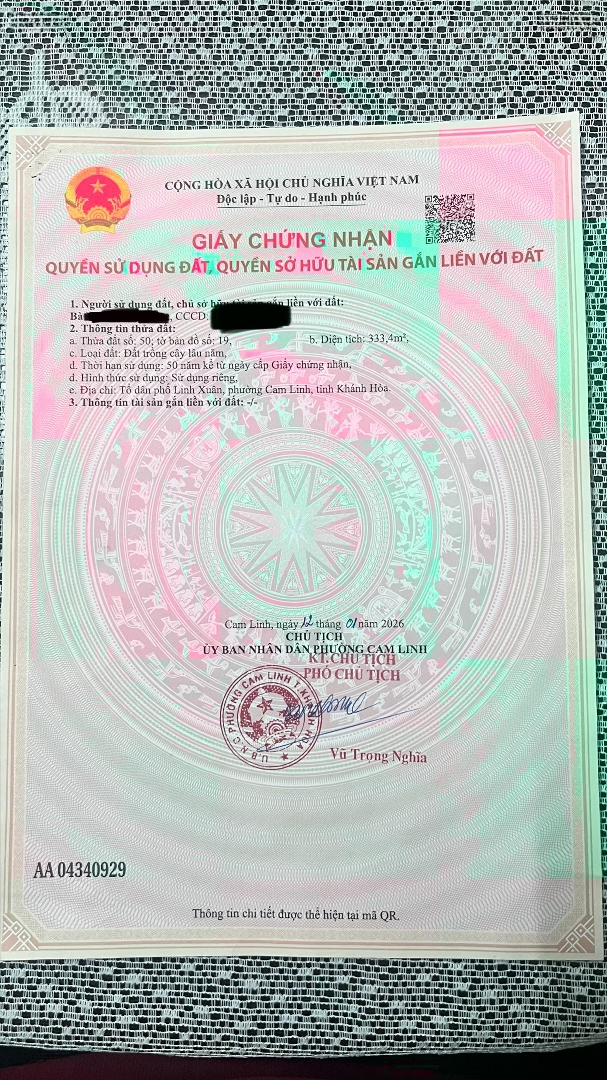 CỘNG HÒA XÃ HỘI CHỦ NGHĨA VIỆT NAM
Độc lập - Tự do - Hạnh phúc
GIẤY CHỨNG NHẬN
QUYỀN SỬ DỤNG ĐẤT, QUYỀN SỞ HỮU TÀI SẢN GẮN LIỀN VỚI ĐẤT
1. Người sử dụng đất, chủ sở hữu tài sản gắn liền với đất:
Bà , CCCD:
2. Thông tin thửa đất:
a. Thửa đất số: 50; tờ bản đồ số: 19, b. Diện tích: 333,4m²,
c. Loại đất: Đất trồng cây lâu năm,
d. Thời hạn sử dụng: 50 năm kể từ ngày cấp Giấy chứng nhận,
đ. Hình thức sử dụng: Sử dụng riêng,
e. Địa chỉ: Tổ dân phố Linh Xuân, phường Cam Linh, tỉnh Khánh Hòa.
3. Thông tin tài sản gắn liền với đất: -/-
Cam Linh, ngày 12 tháng 01 năm 2026
CHỦ TỊCH
ỦY BAN NHÂN DÂN PHƯỜNG CAM LINH
KT.CHỦ TỊCH
PHÓ CHỦ TỊCH
U.B.N.D PHƯỜNG CAM LINH T.KHÁNH HÒA
Vũ Trọng Nghĩa
AA 04340929
Thông tin chi tiết được thể hiện tại mã QR.